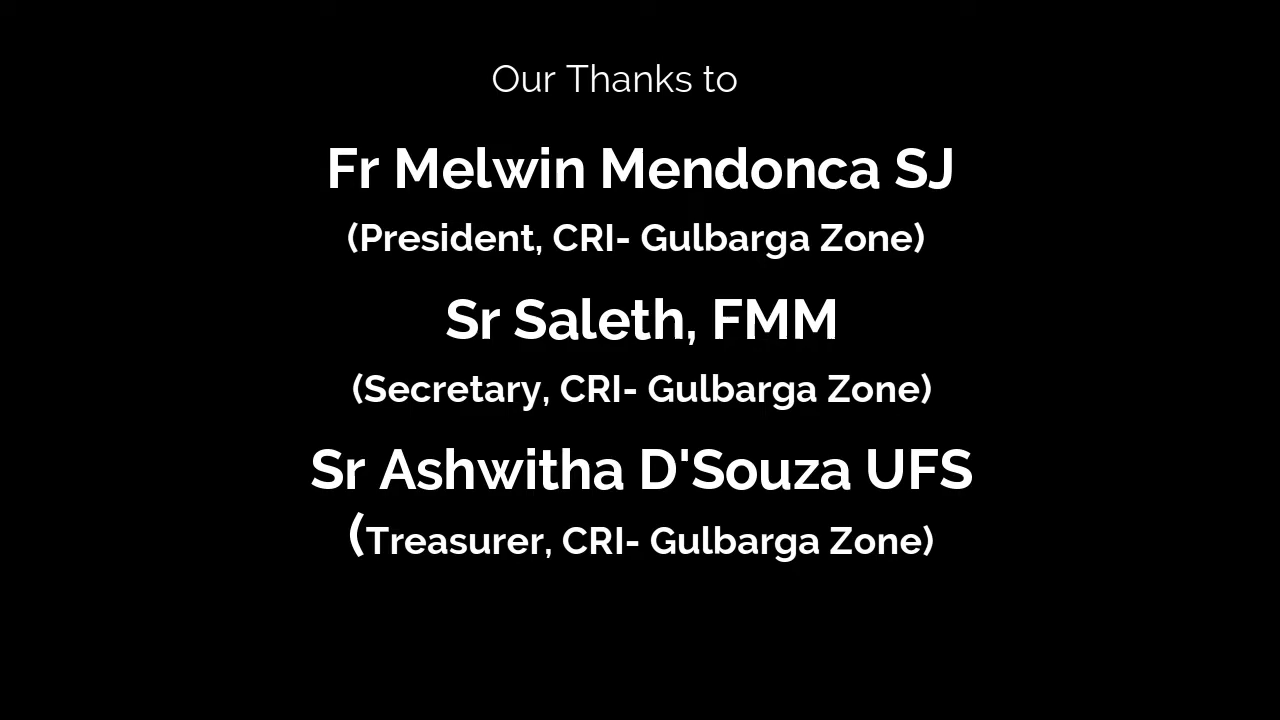 Our Thanks to
Fr Melwin Mendonca SJ
(President, CRI- Gulbarga Zone)
Sr Saleth, FMM
(Secretary, CRI- Gulbarga Zone)
Sr Ashwitha D'Souza UFS
(Treasurer, CRI- Gulbarga Zone)